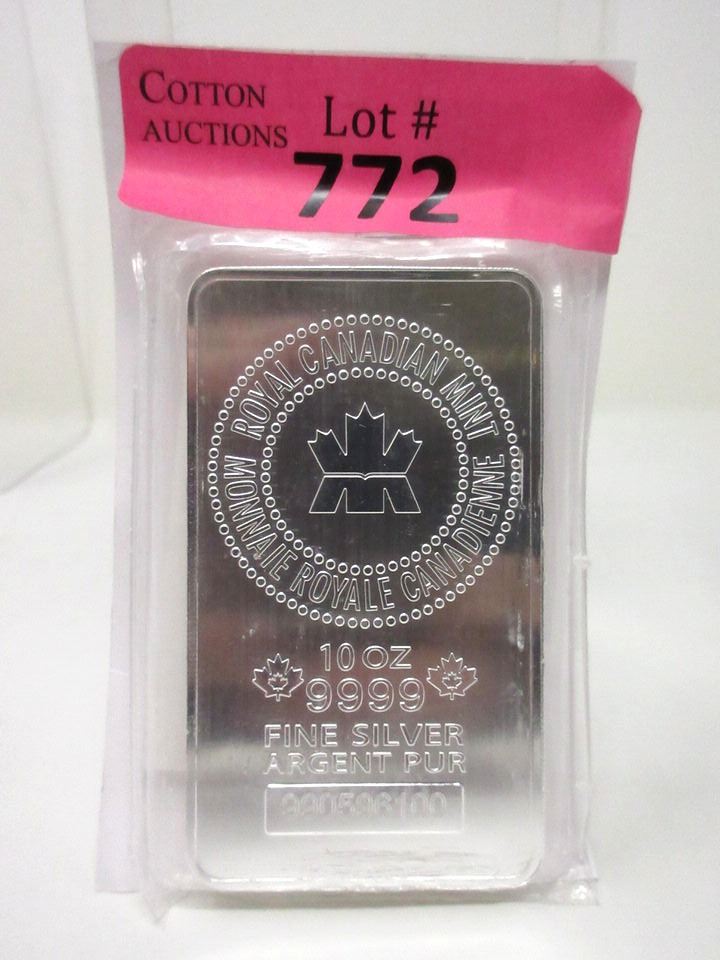 COTTON
AUCTIONS
Lot #
772
ROYAL CANADIAN MINT
MONNAIE ROYALE CANADIENNE
10 OZ
9999
FINE SILVER
ARGENT PUR